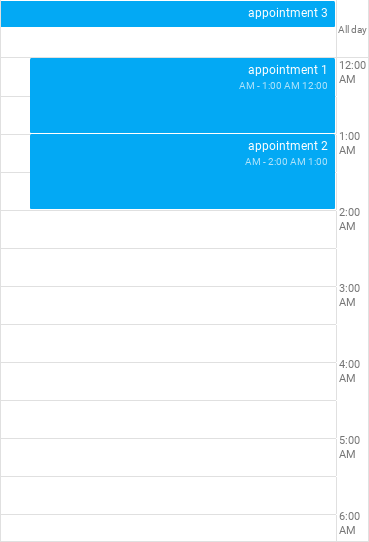 appointment 3
All day
12:00
AM
appointment 1
AM - 1:00 AM 12:00
1:00
AM
appointment 2
AM - 2:00 AM 1:00
2:00
AM
3:00
AM
4:00
AM
5:00
AM
6:00
AM